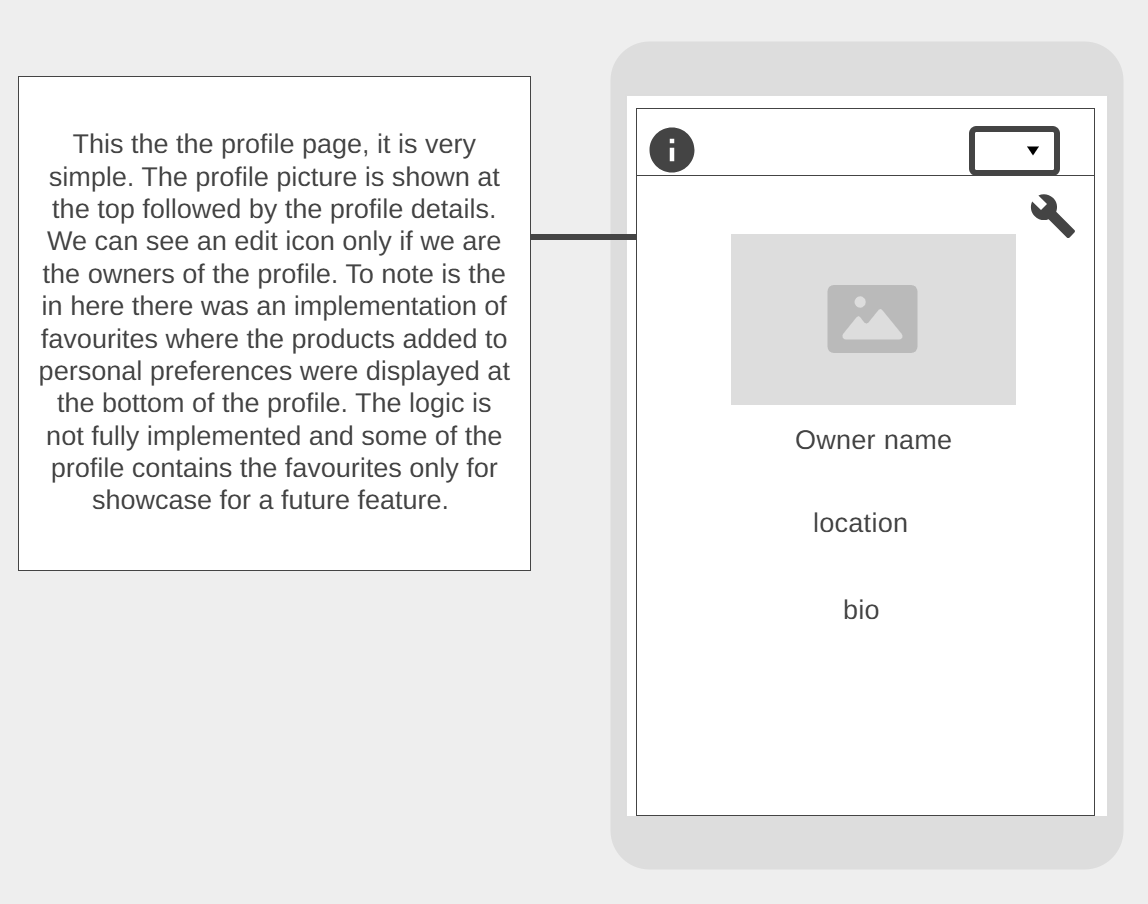 This the the profile page, it is very
simple. The profile picture is shown at
the top followed by the profile details.
We can see an edit icon only if we are
the owners of the profile. To note is the
in here there was an implementation of
favourites where the products added to
personal preferences were displayed at
the bottom of the profile. The logic is
not fully implemented and some of the
profile contains the favourites only for
showcase for a future feature.
Owner name
location
bio